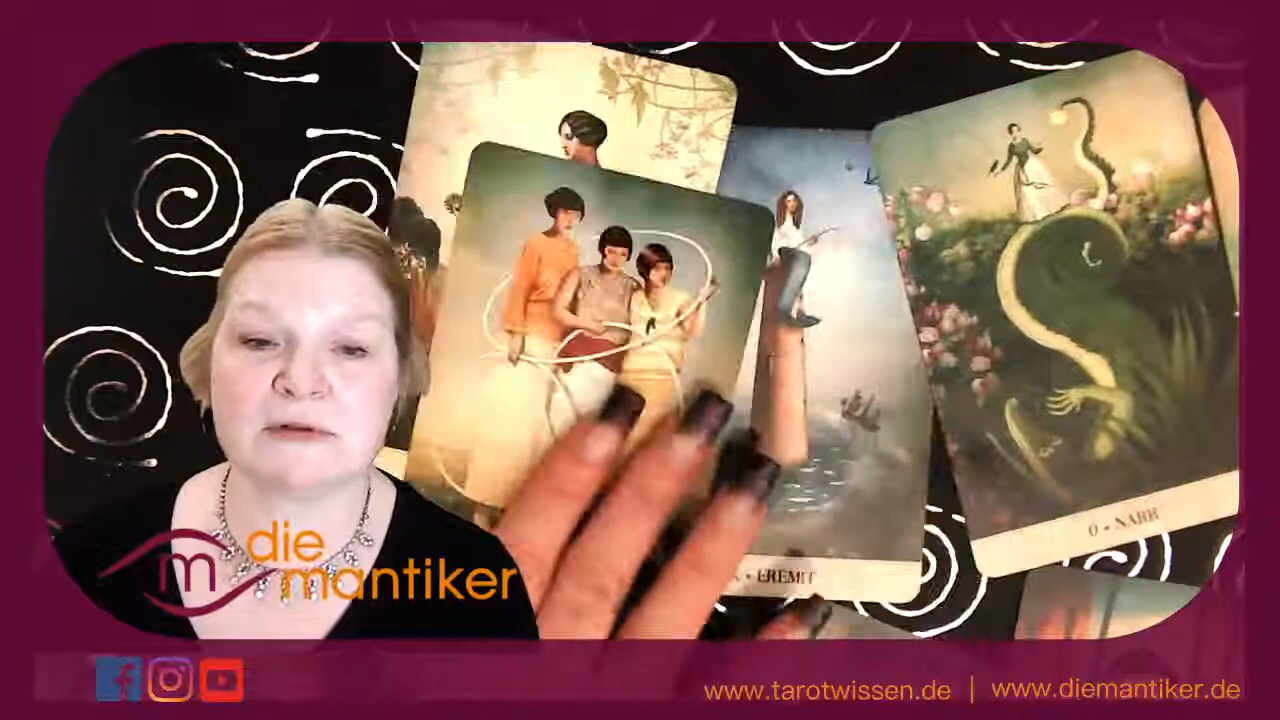 0 • NARR
• EREMIT
m
die
mantiker
f
www.tarotwissen.de | www.diemantiker.de